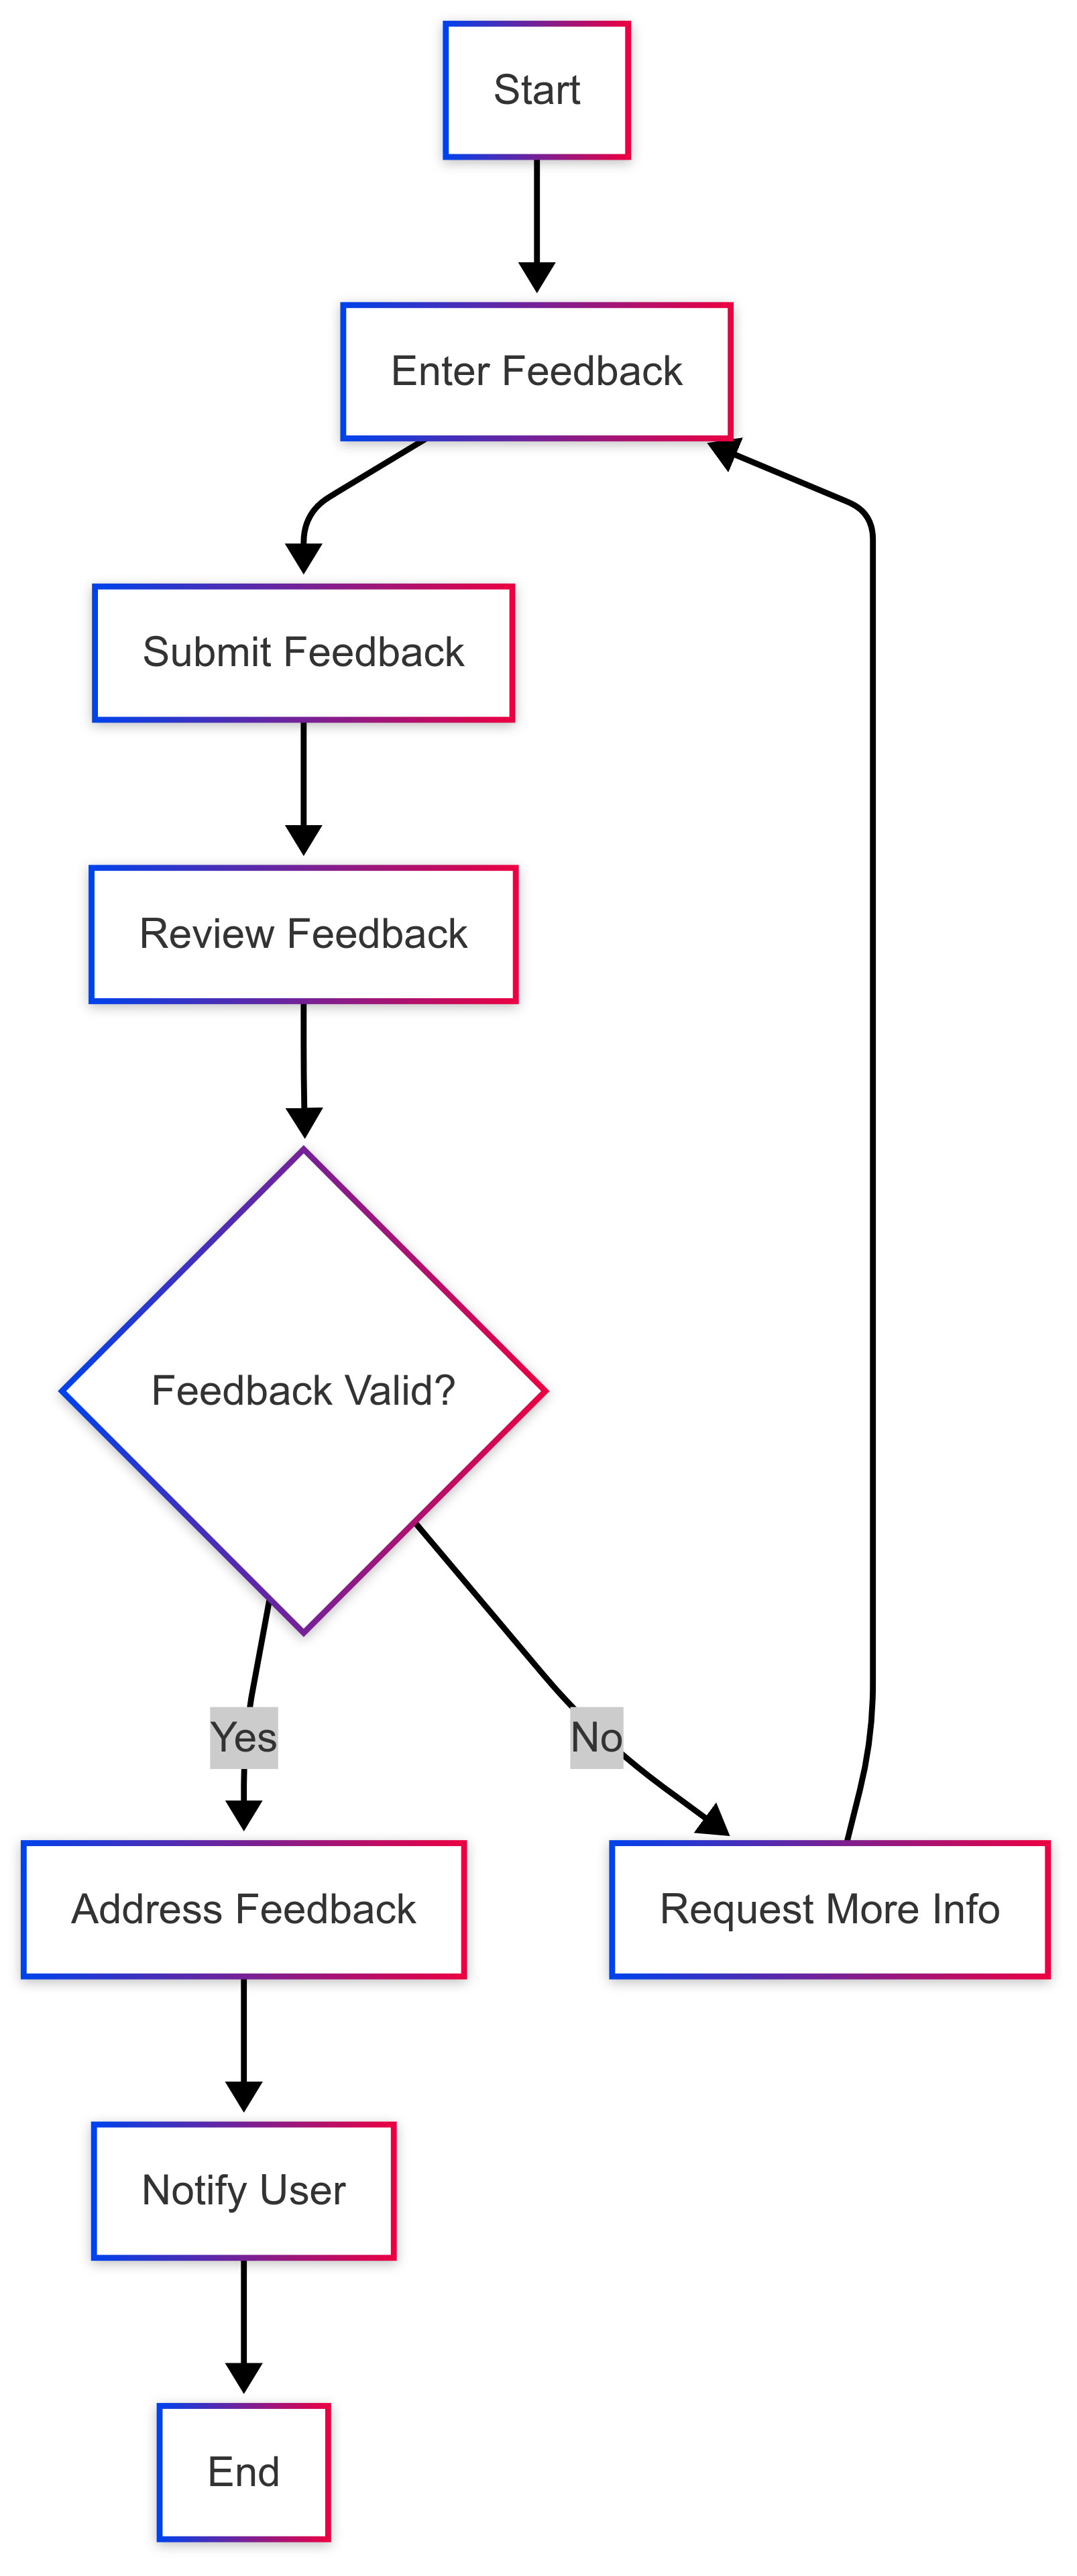 Start
Enter Feedback
Submit Feedback
Review Feedback
Feedback Valid?
Yes
No
Address Feedback
Request More Info
Notify User
End